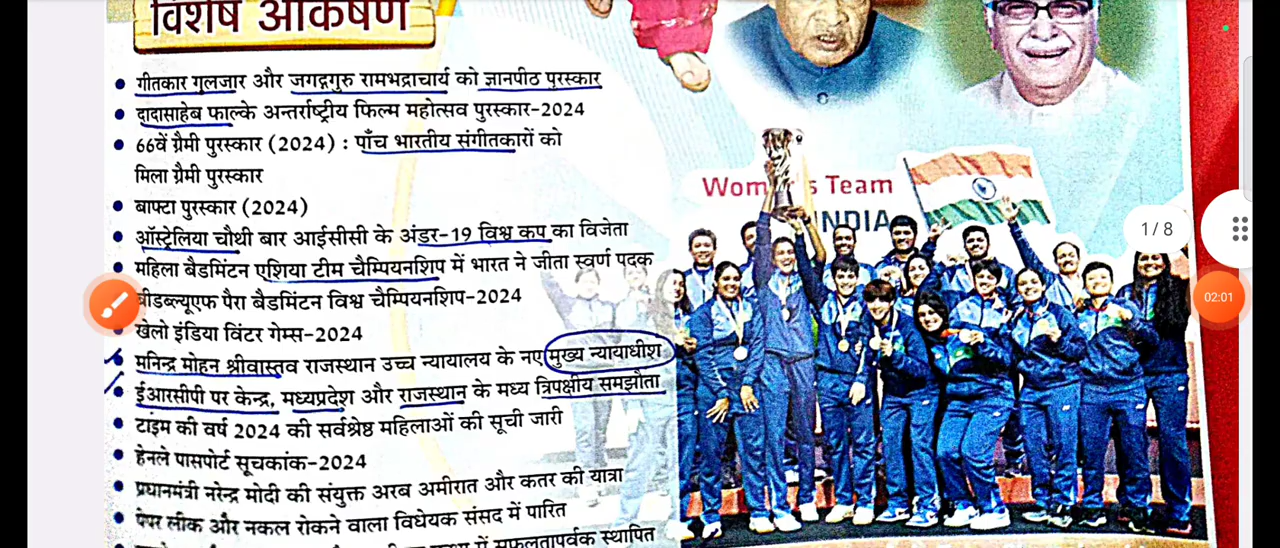 विशेष आकर्षण
• गीतकार गुलजार और जगद्गुरु रामभद्राचार्य को ज्ञानपीठ पुरस्कार
• दादासाहेब फाल्के अन्तर्राष्ट्रीय फिल्म महोत्सव पुरस्कार-2024
• 66वें ग्रैमी पुरस्कार (2024) : पाँच भारतीय संगीतकारों को
मिला ग्रैमी पुरस्कार
• बाफ्टा पुरस्कार (2024)
• ऑस्ट्रेलिया चौथी बार आईसीसी के अंडर-19 विश्व कप का विजेता
• महिला बैडमिंटन एशिया टीम चैम्पियनशिप में भारत ने जीता स्वर्ण पदक
बीडब्ल्यूएफ पैरा बैडमिंटन विश्व चैम्पियनशिप-2024
• खेलो इंडिया विंटर गेम्स-2024
• मनिन्द्र मोहन श्रीवास्तव राजस्थान उच्च न्यायालय के नए मुख्य न्यायाधीश
• ईआरसीपी पर केन्द्र, मध्यप्रदेश और राजस्थान के मध्य त्रिपक्षीय समझौता
• टाइम की वर्ष 2024 की सर्वश्रेष्ठ महिलाओं की सूची जारी
• हेनले पासपोर्ट सूचकांक-2024
• प्रधानमंत्री नरेन्द्र मोदी की संयुक्त अरब अमीरात और कतर की यात्रा
• पेपर लीक और नकल रोकने वाला विधेयक संसद में पारित
में सफलतापूर्वक स्थापित
Team
INDIA
1/8
02:01